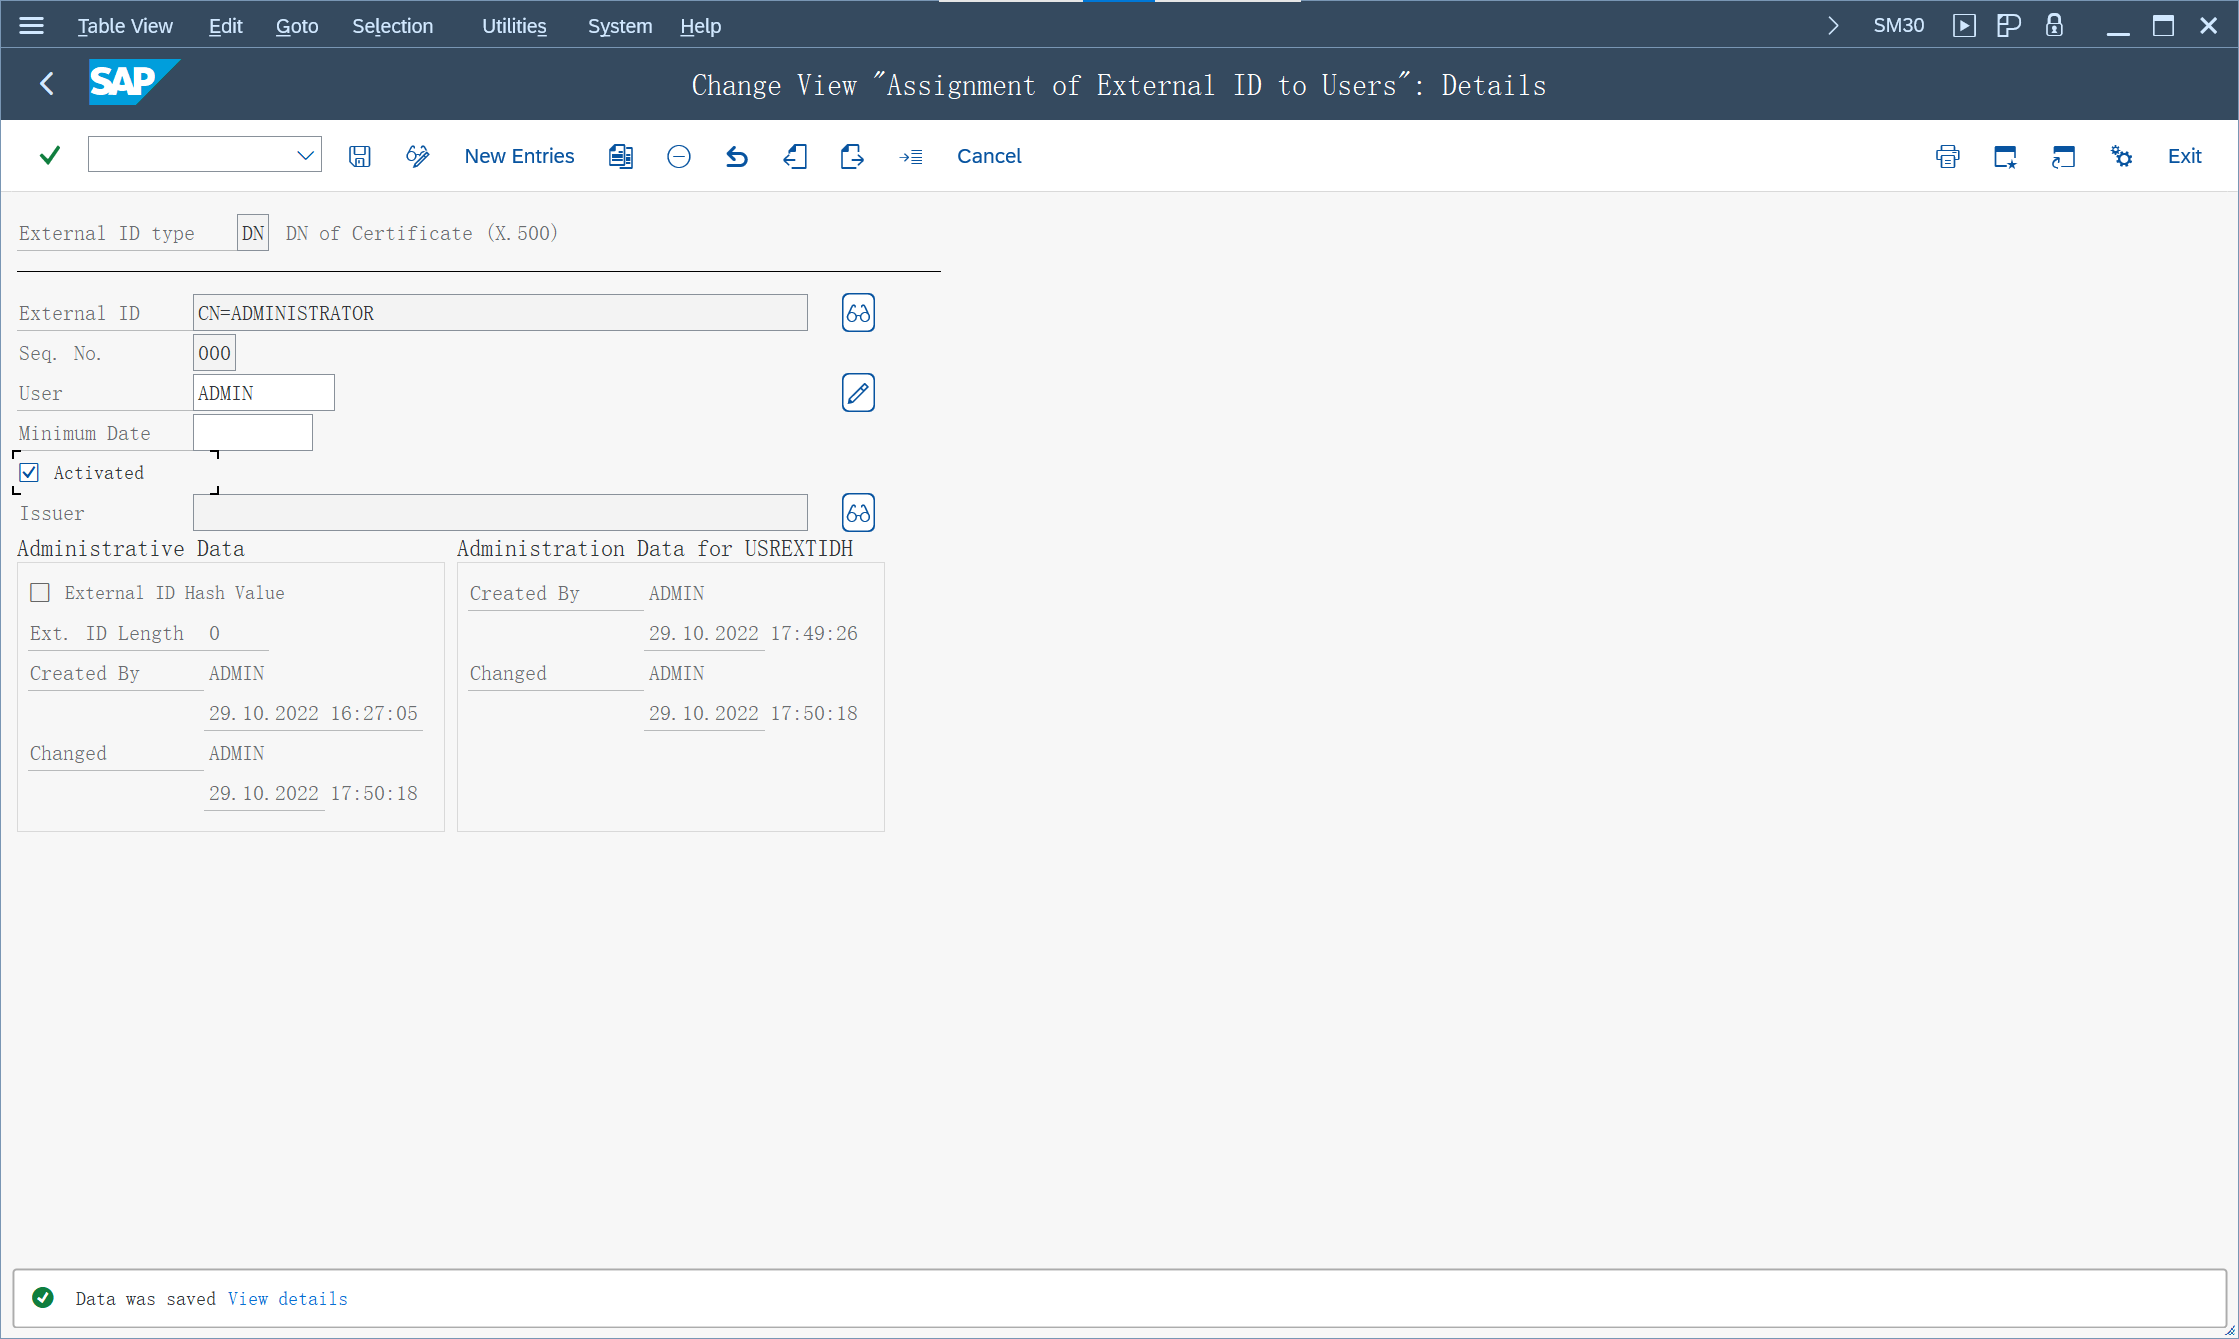 Table View Edit Goto Selection Utilities System Help SM30
SAP Change View "Assignment of External ID to Users": Details
New Entries Cancel Exit
External ID type DN DN of Certificate (X.500)
External ID CN=ADMINISTRATOR
Seq. No. 000
User ADMIN
Minimum Date
Activated
Issuer
Administrative Data
External ID Hash Value
Ext. ID Length 0
Created By ADMIN
29.10.2022 16:27:05
Changed ADMIN
29.10.2022 17:50:18
Administration Data for USREXTIDH
Created By ADMIN
29.10.2022 17:49:26
Changed ADMIN
29.10.2022 17:50:18
Data was saved View details